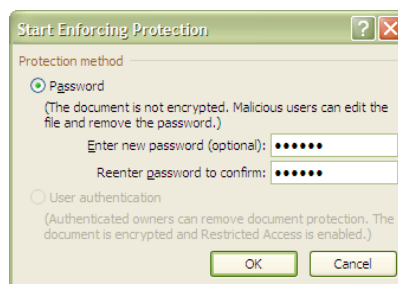 Start Enforcing Protection
Protection method
Password
(The document is not encrypted. Malicious users can edit the
file and remove the password.)
Enter new password (optional): ••••••
Reenter password to confirm: ••••••
User authentication
(Authenticated owners can remove document protection. The
document is encrypted and Restricted Access is enabled.)
OK Cancel